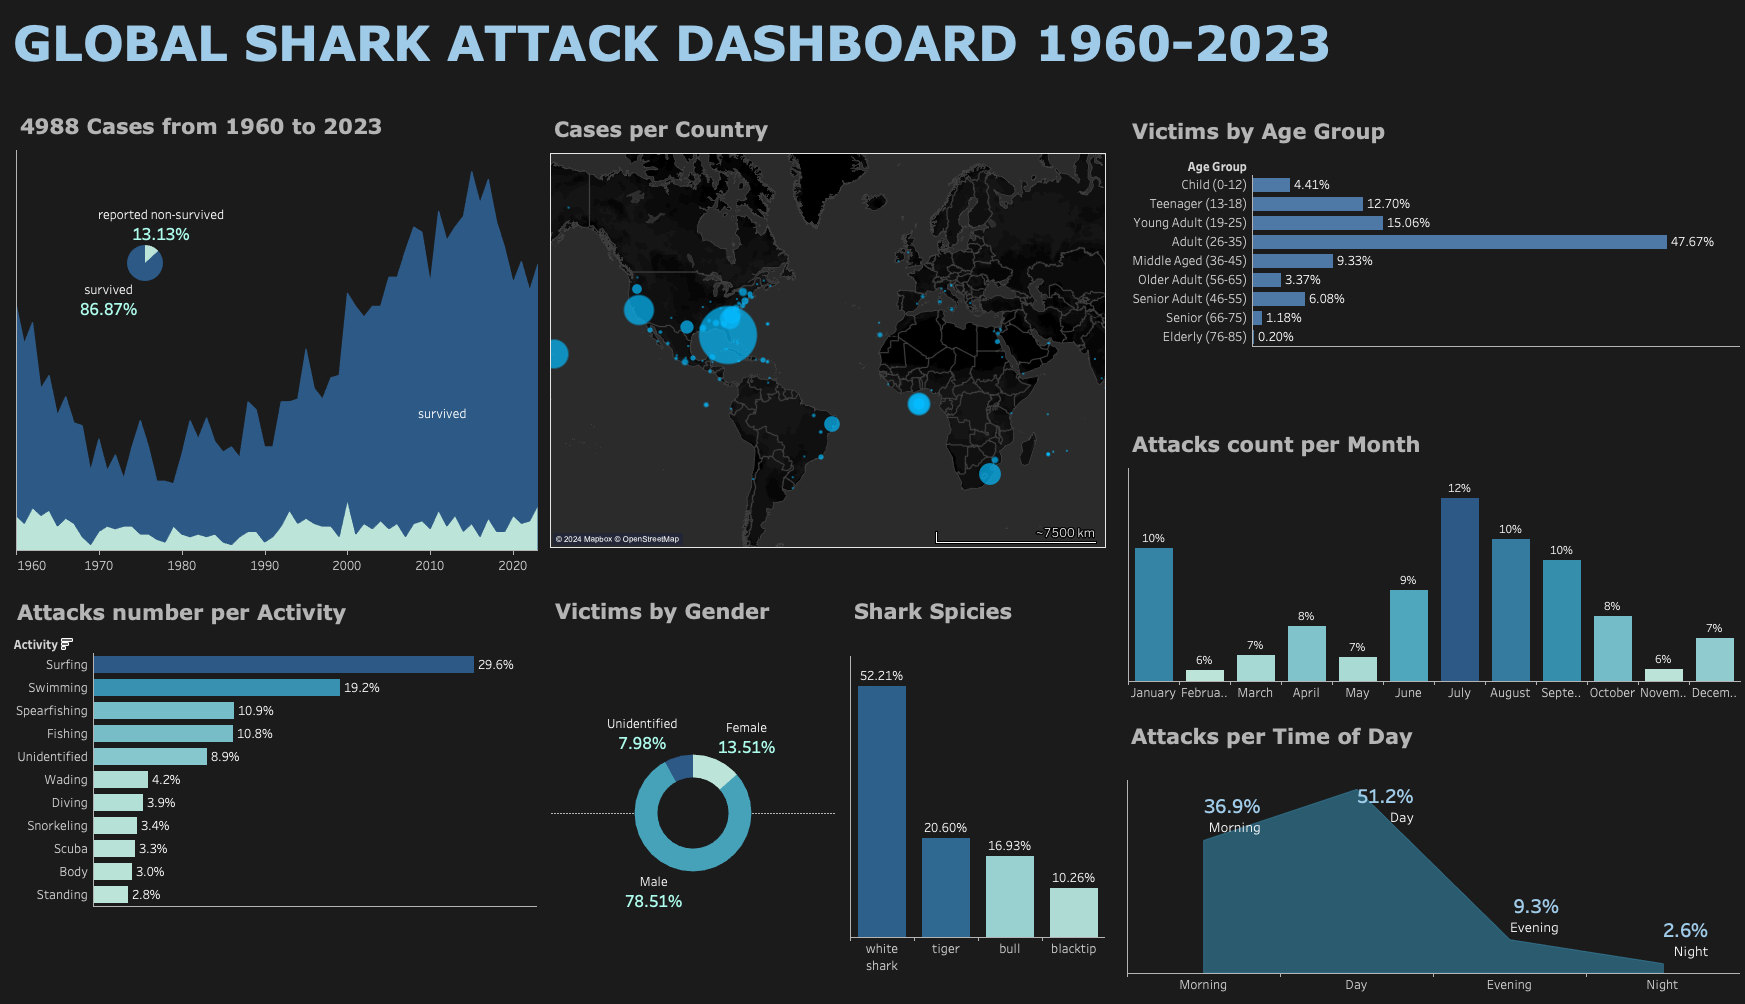 GLOBAL SHARK ATTACK DASHBOARD 1960-2023
4988 Cases from 1960 to 2023
reported non-survived
13.13%
survived
86.87%
survived
1960 1970 1980 1990 2000 2010 2020
Cases per Country
© 2024 Mapbox © OpenStreetMap
~7500 km
Victims by Age Group
Age Group
Child (0-12) 4.41%
Teenager (13-18) 12.70%
Young Adult (19-25) 15.06%
Adult (26-35) 47.67%
Middle Aged (36-45) 9.33%
Older Adult (56-65) 3.37%
Senior Adult (46-55) 6.08%
Senior (66-75) 1.18%
Elderly (76-85) 0.20%
Attacks count per Month
10% 6% 7% 8% 7% 9% 12% 10% 10% 8% 6% 7%
January Februa.. March April May June July August Septe.. October Novem.. Decem..
Attacks number per Activity
Activity
Surfing 29.6%
Swimming 19.2%
Spearfishing 10.9%
Fishing 10.8%
Unidentified 8.9%
Wading 4.2%
Diving 3.9%
Snorkeling 3.4%
Scuba 3.3%
Body 3.0%
Standing 2.8%
Victims by Gender
Unidentified
7.98%
Female
13.51%
Male
78.51%
Shark Spicies
52.21% 20.60% 16.93% 10.26%
white shark tiger bull blacktip
Attacks per Time of Day
36.9%
Morning
51.2%
Day
9.3%
Evening
2.6%
Night
Morning Day Evening Night